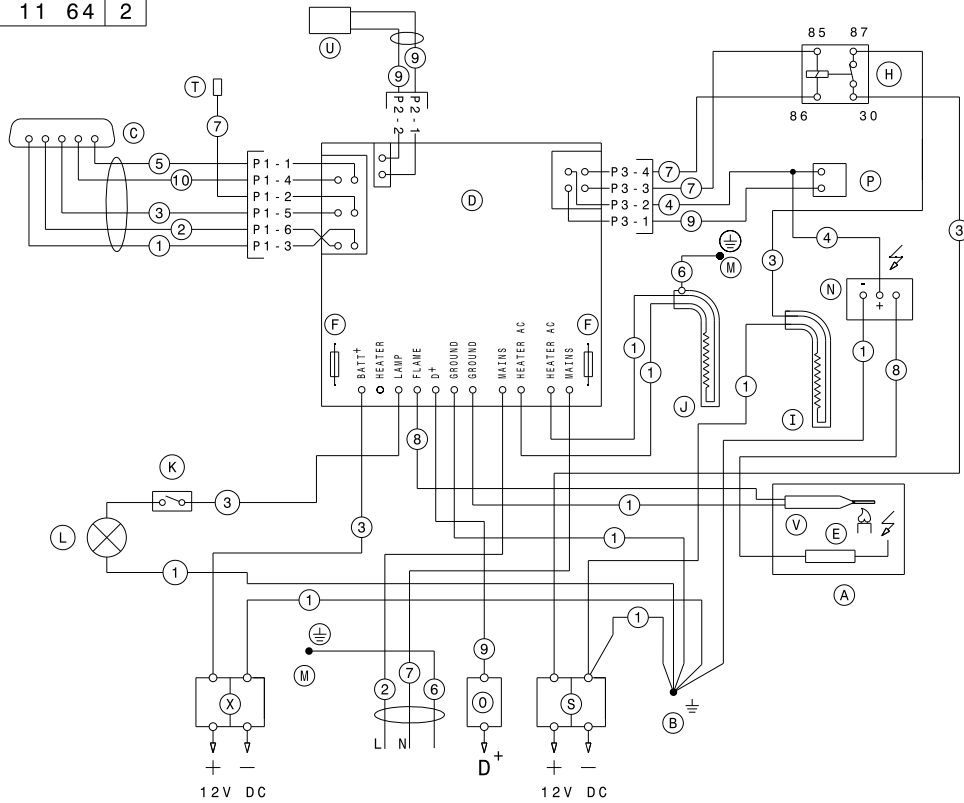 11 64 2
85 87
U
H
9
9
T
P2-2
P2-1
86 30
7
C
5
P1-1
P3-4
7
P
10
P1-4
P3-3
7
P1-2
D
P3-2
4
3
P1-5
P3-1
9
2
P1-6
3
1
P1-3
4
M
6
3
N
-
+
F
F
BATT+
HEATER
LAMP
FLAME
D+
GROUND
GROUND
MAINS
HEATER AC
HEATER AC
MAINS
1
1
1
8
1
J
I
8
K
3
1
V
L
3
1
E
1
A
1
1
M
9
7
2
6
X
O
S
B
L N
+ −
D+
+ −
12V DC
12V DC